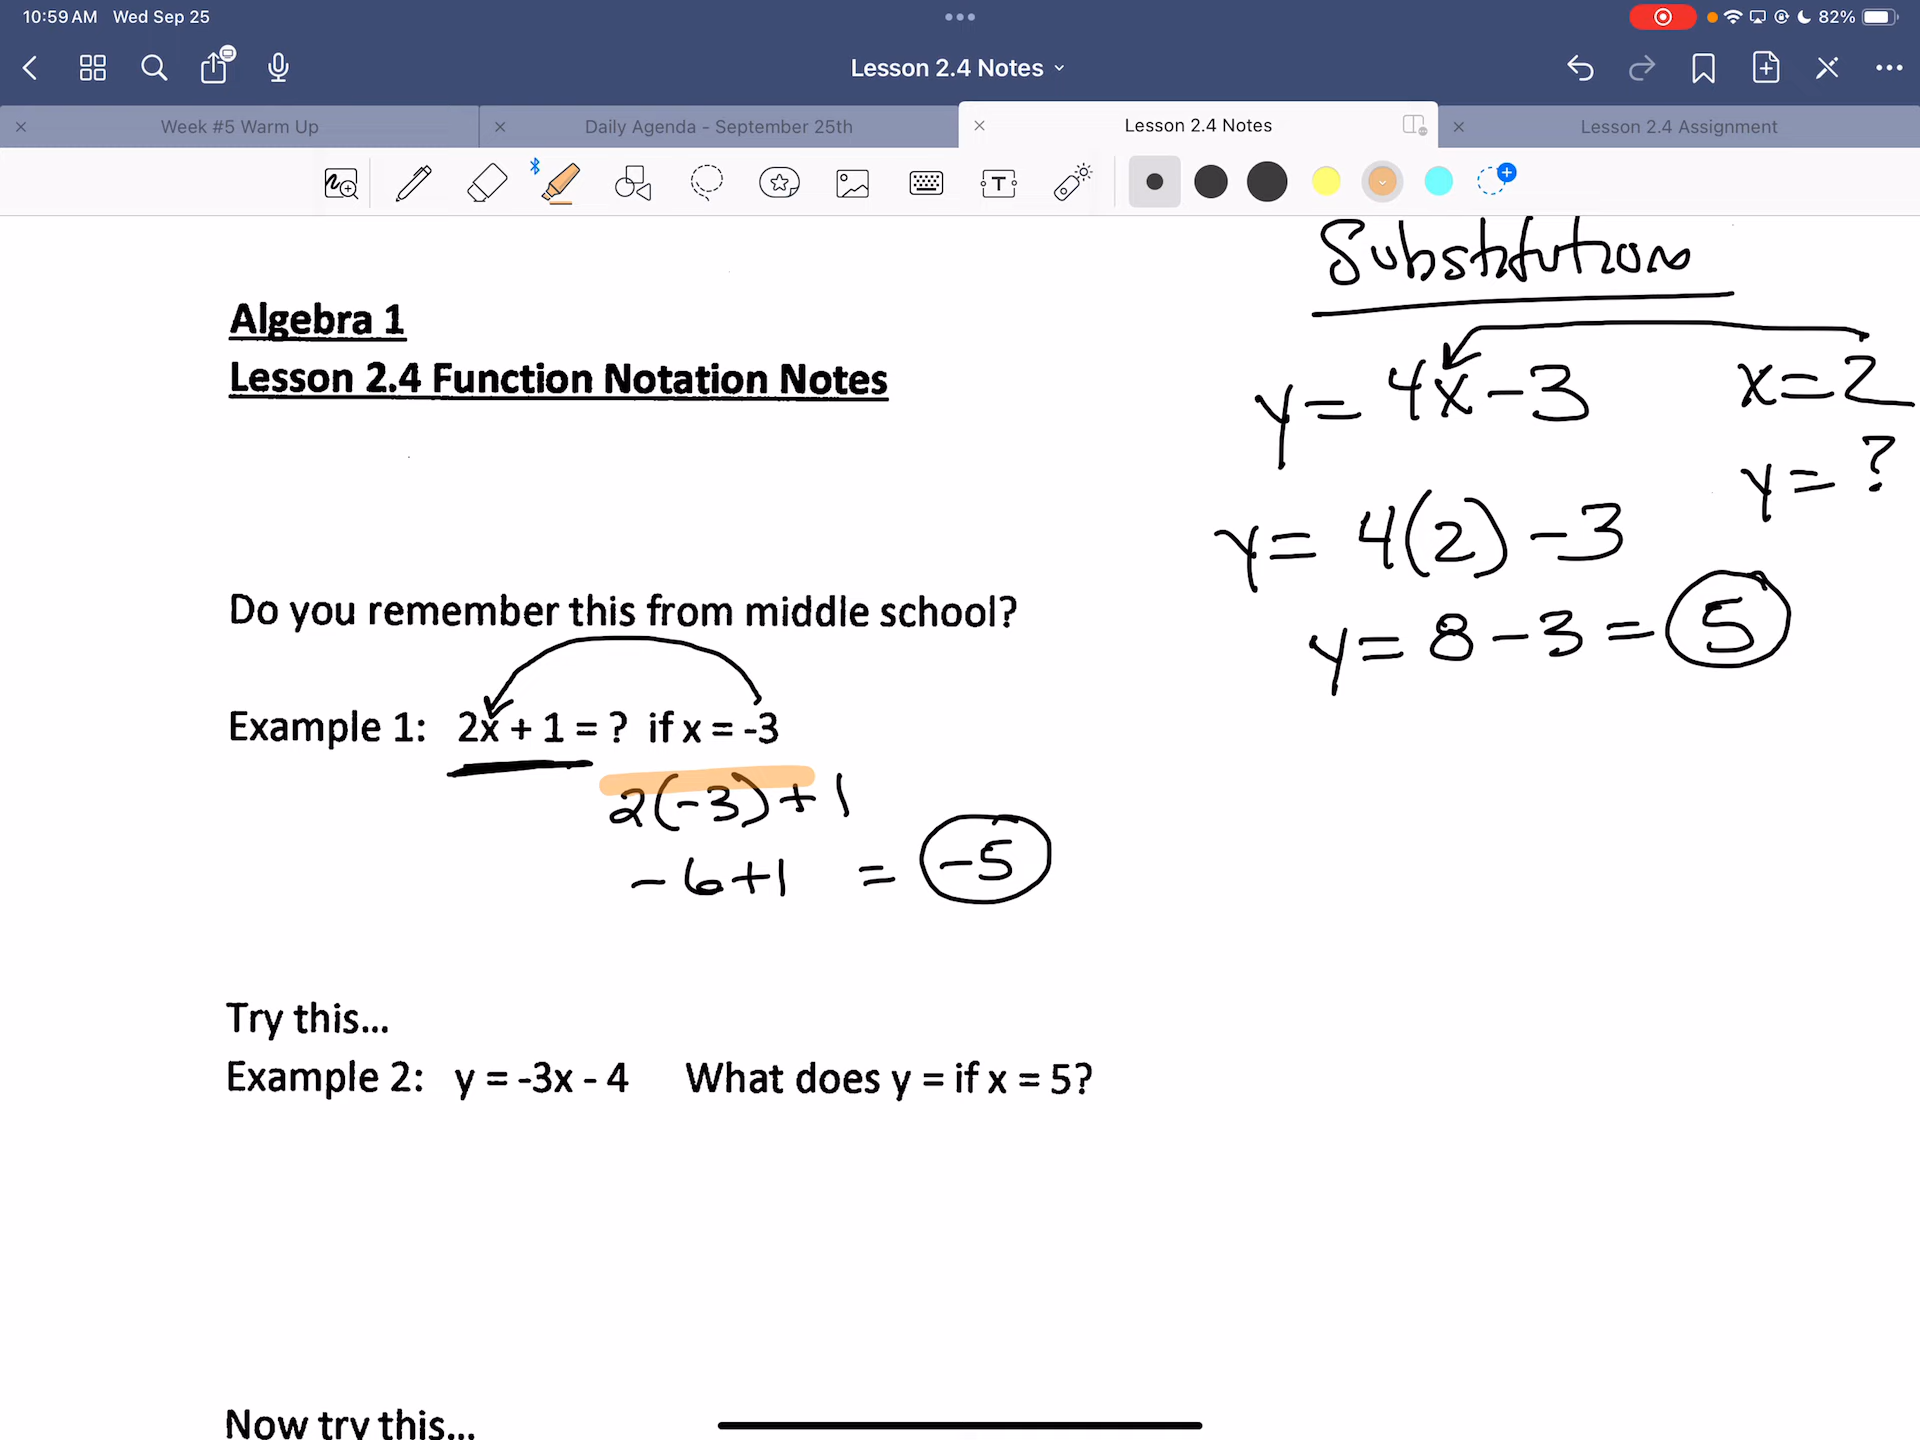 10:59 AM Wed Sep 25
82%
Lesson 2.4 Notes
Week #5 Warm Up
Daily Agenda - September 25th
Lesson 2.4 Notes
Lesson 2.4 Assignment
T
Substitution
Algebra 1
Lesson 2.4 Function Notation Notes
y = 4x - 3
x = 2
y = ?
y = 4(2) - 3
y = 8 - 3 = 5
Do you remember this from middle school?
Example 1: 2x + 1 = ? if x = -3
2(-3) + 1
-6+1 = -5
Try this...
Example 2: y = -3x - 4 What does y = if x = 5?
Now try this...